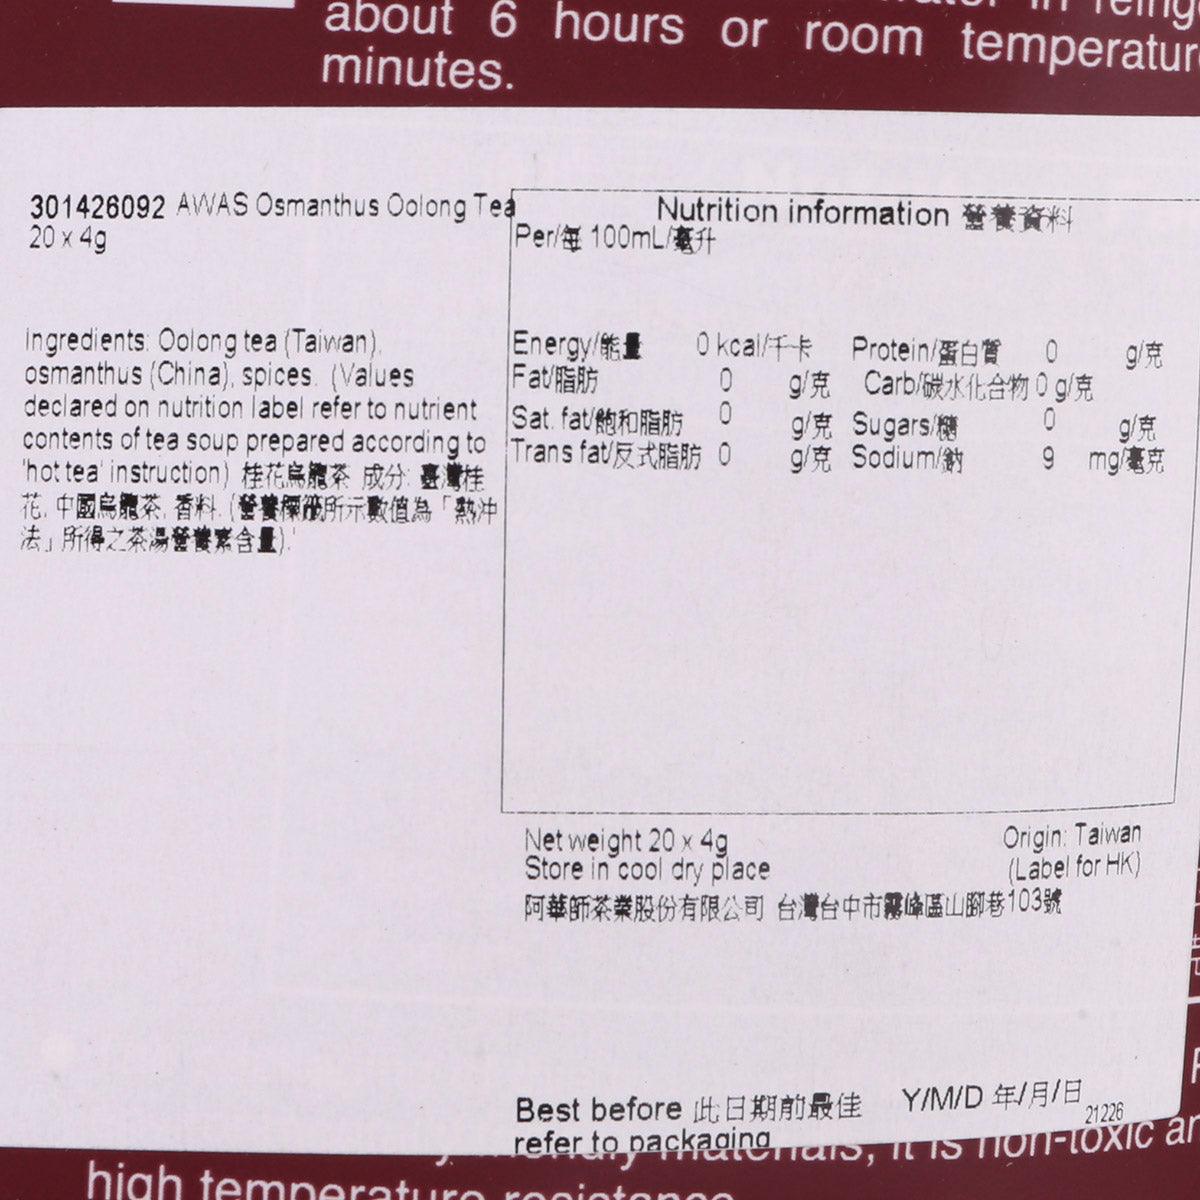 about 6 hours or room temperature
minutes.
301426092 AWAS Osmanthus Oolong Tea
20 x 4g
Ingredients: Oolong tea (Taiwan),
osmanthus (China), spices. (Values
declared on nutrition label refer to nutrient
contents of tea soup prepared according to
'hot tea' instruction) 桂花烏龍茶 成分: 臺灣桂
花, 中國烏龍茶, 香料. (營養標籤所示數值為「熱沖
法」所得之茶湯營養素含量).
Nutrition information 營養資料
Per/每 100mL/毫升
Energy/能量 0 kcal/千卡 Protein/蛋白質 0 g/克
Fat/脂肪 0 g/克 Carb/碳水化合物 0 g/克
Sat. fat/飽和脂肪 0 g/克 Sugars/糖 0 g/克
Trans fat/反式脂肪 0 g/克 Sodium/鈉 9 mg/毫克
Net weight 20 x 4g Origin: Taiwan
Store in cool dry place (Label for HK)
阿華師茶業股份有限公司 台灣台中市霧峰區山腳巷103號
Best before 此日期前最佳 Y/M/D 年/月/日
21226
refer to packaging
it is non-toxic
high temperature resistance